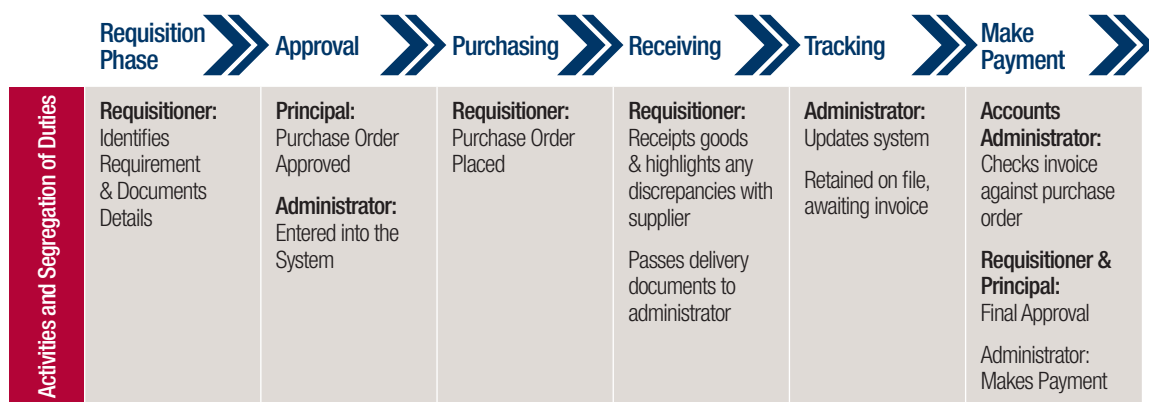 Requisition
Phase
Approval
Purchasing
Receiving
Tracking
Make
Payment
Activities and Segregation of Duties
Requisitioner:
Identifies
Requirement
& Documents
Details
Principal:
Purchase Order
Approved
Administrator:
Entered into the
System
Requisitioner:
Purchase Order
Placed
Requisitioner:
Receipts goods
& highlights any
discrepancies with
supplier
Passes delivery
documents to
administrator
Administrator:
Updates system
Retained on file,
awaiting invoice
Accounts
Administrator:
Checks invoice
against purchase
order
Requisitioner &
Principal:
Final Approval
Administrator:
Makes Payment